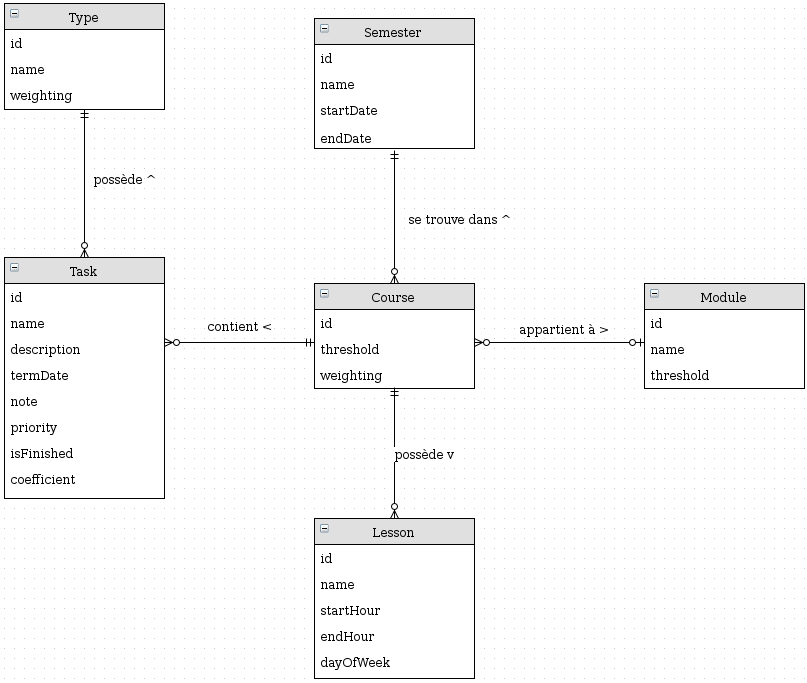 Type
id
name
weighting
possède ^
Task
id
name
description
termDate
note
priority
isFinished
coefficient
contient <
Semester
id
name
startDate
endDate
se trouve dans ^
Course
id
threshold
weighting
appartient à >
Module
id
name
threshold
possède v
Lesson
id
name
startHour
endHour
dayOfWeek